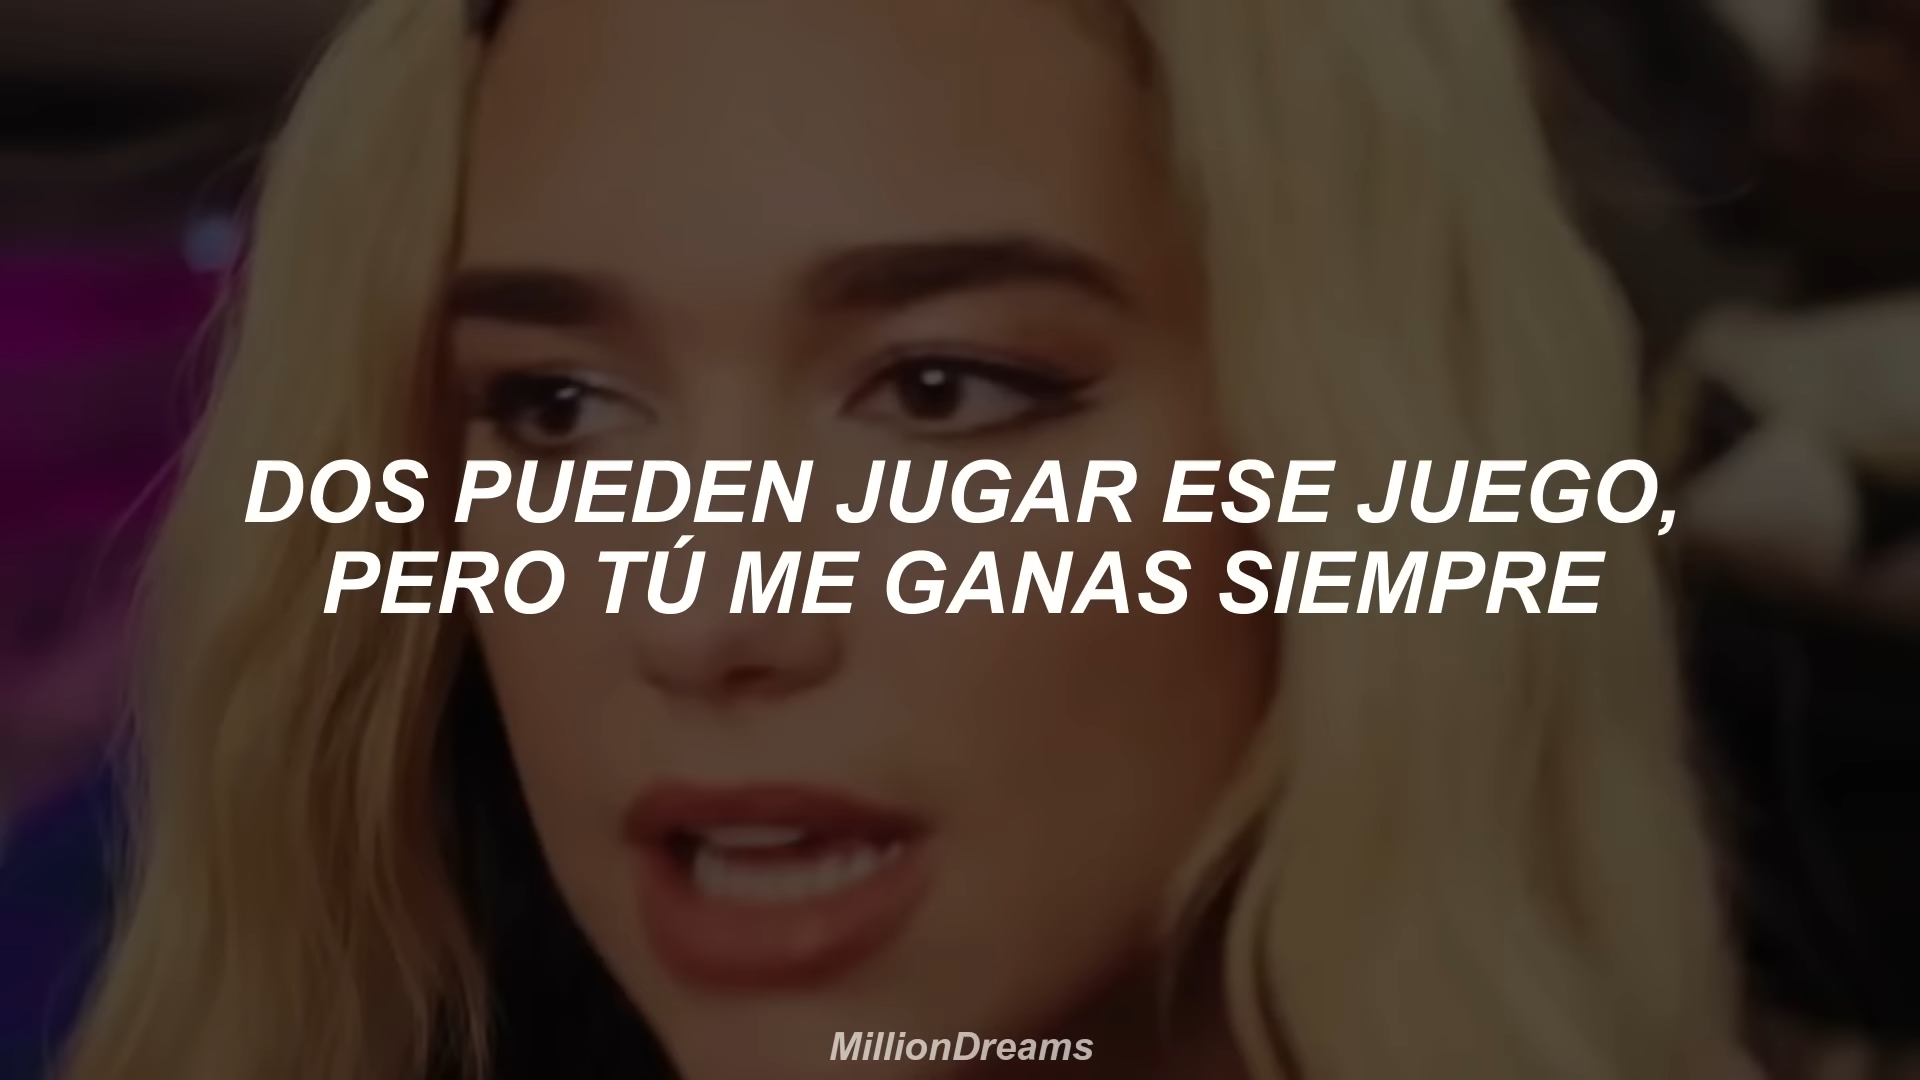 DOS PUEDEN JUGAR ESE JUEGO,
PERO TÚ ME GANAS SIEMPRE
MillionDreams